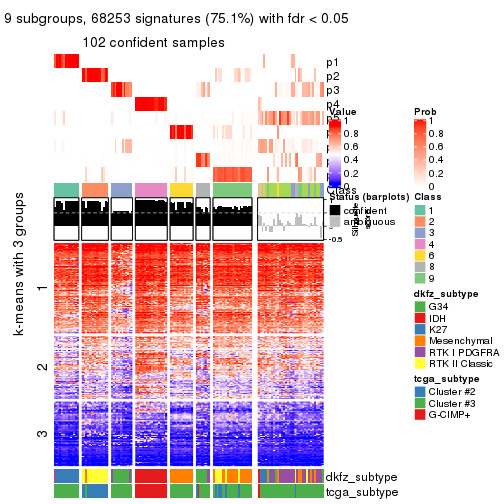 9 subgroups, 68253 signatures (75.1%) with fdr < 0.05
102 confident samples
p1
p2
p3
p4
Value
1
0.8
0.6
0.4
0.2
0
Prob
1
0.8
0.6
0.4
0.2
0
Class
Status (barplots)
confident
ambiguous
-0.5
Class
1
2
3
4
6
8
9
k-means with 3 groups
1
2
3
dkfz_subtype
G34
IDH
K27
Mesenchymal
RTK I PDGFRA
RTK II Classic
tcga_subtype
Cluster #2
Cluster #3
G-CIMP+
dkfz_subtype
tcga_subtype